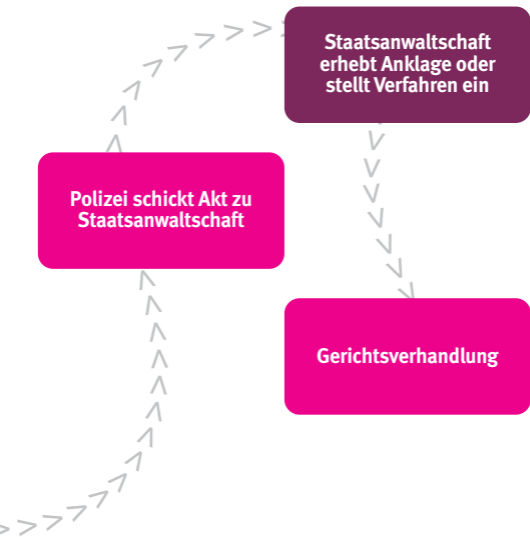 Staatsanwaltschaft
erhebt Anklage oder
stellt Verfahren ein
Polizei schickt Akt zu
Staatsanwaltschaft
Gerichtsverhandlung